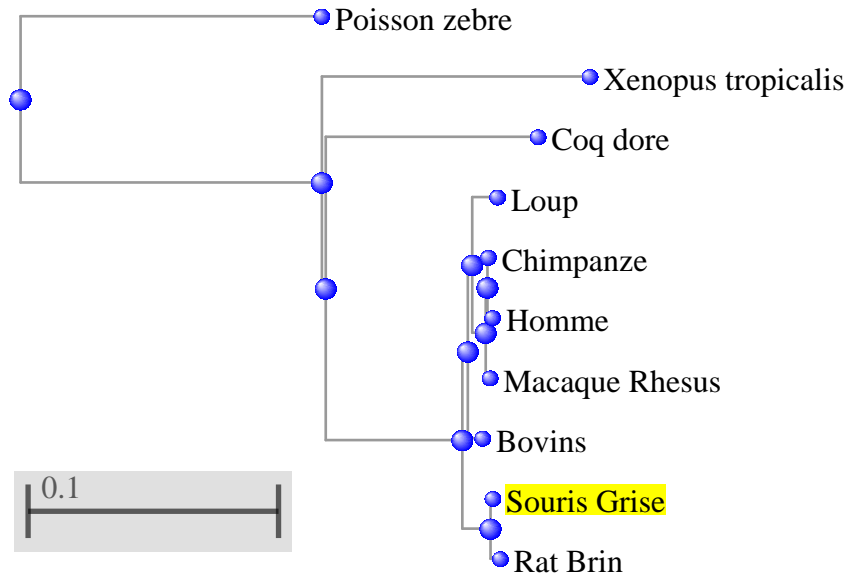 Poisson zebre
Xenopus tropicalis
Coq dore
Loup
Chimpanze
Homme
Macaque Rhesus
Bovins
0.1
Souris Grise
Rat Brin